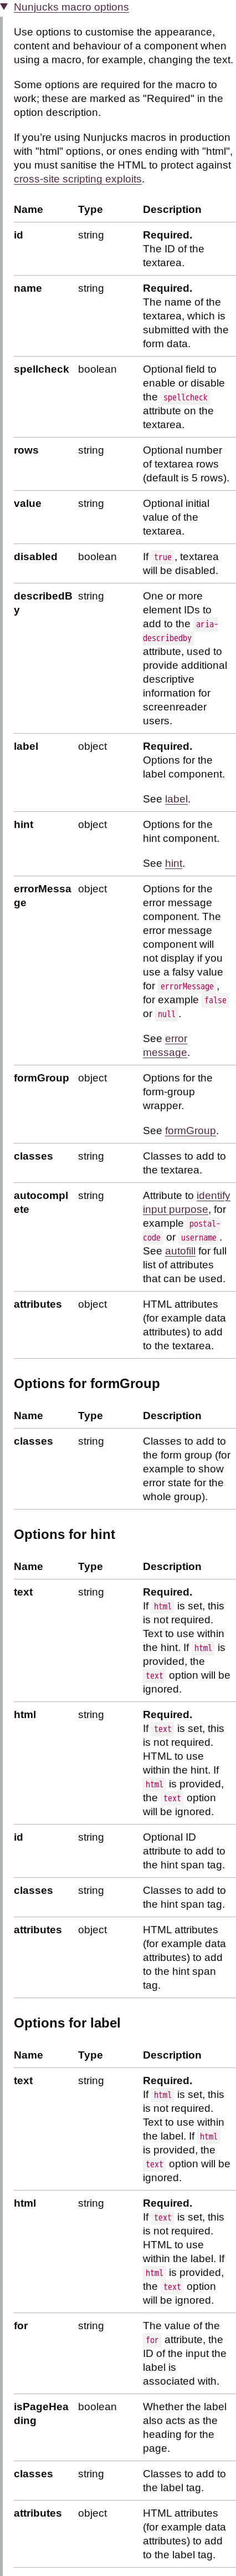 ▼ Nunjucks macro options
Use options to customise the appearance,
content and behaviour of a component when
using a macro, for example, changing the text.
Some options are required for the macro to
work; these are marked as "Required" in the
option description.
If you're using Nunjucks macros in production
with "html" options, or ones ending with "html",
you must sanitise the HTML to protect against
cross-site scripting exploits.
Name Type Description
id string Required.
The ID of the
textarea.
name string Required.
The name of the
textarea, which is
submitted with the
form data.
spellcheck boolean Optional field to
enable or disable
the spellcheck
attribute on the
textarea.
rows string Optional number
of textarea rows
(default is 5 rows).
value string Optional initial
value of the
textarea.
disabled boolean If true, textarea
will be disabled.
describedB string One or more
y element IDs to
add to the aria-
describedby
attribute, used to
provide additional
descriptive
information for
screenreader
users.
label object Required.
Options for the
label component.
See label.
hint object Options for the
hint component.
See hint.
errorMessa object Options for the
ge error message
component. The
error message
component will
not display if you
use a falsy value
for errorMessage,
for example false
or null.
See error
message.
formGroup object Options for the
form-group
wrapper.
See formGroup.
classes string Classes to add to
the textarea.
autocompl string Attribute to identify
ete input purpose, for
example postal-
code or username.
See autofill for full
list of attributes
that can be used.
attributes object HTML attributes
(for example data
attributes) to add
to the textarea.
Options for formGroup
Name Type Description
classes string Classes to add to
the form group (for
example to show
error state for the
whole group).
Options for hint
Name Type Description
text string Required.
If html is set, this
is not required.
Text to use within
the hint. If html is
provided, the
text option will be
ignored.
html string Required.
If text is set, this
is not required.
HTML to use
within the hint. If
html is provided,
the text option
will be ignored.
id string Optional ID
attribute to add to
the hint span tag.
classes string Classes to add to
the hint span tag.
attributes object HTML attributes
(for example data
attributes) to add
to the hint span
tag.
Options for label
Name Type Description
text string Required.
If html is set, this
is not required.
Text to use within
the label. If html
is provided, the
text option will be
ignored.
html string Required.
If text is set, this
is not required.
HTML to use
within the label. If
html is provided,
the text option
will be ignored.
for string The value of the
for attribute, the
ID of the input the
label is
associated with.
isPageHea boolean Whether the label
ding also acts as the
heading for the
page.
classes string Classes to add to
the label tag.
attributes object HTML attributes
(for example data
attributes) to add
to the label tag.